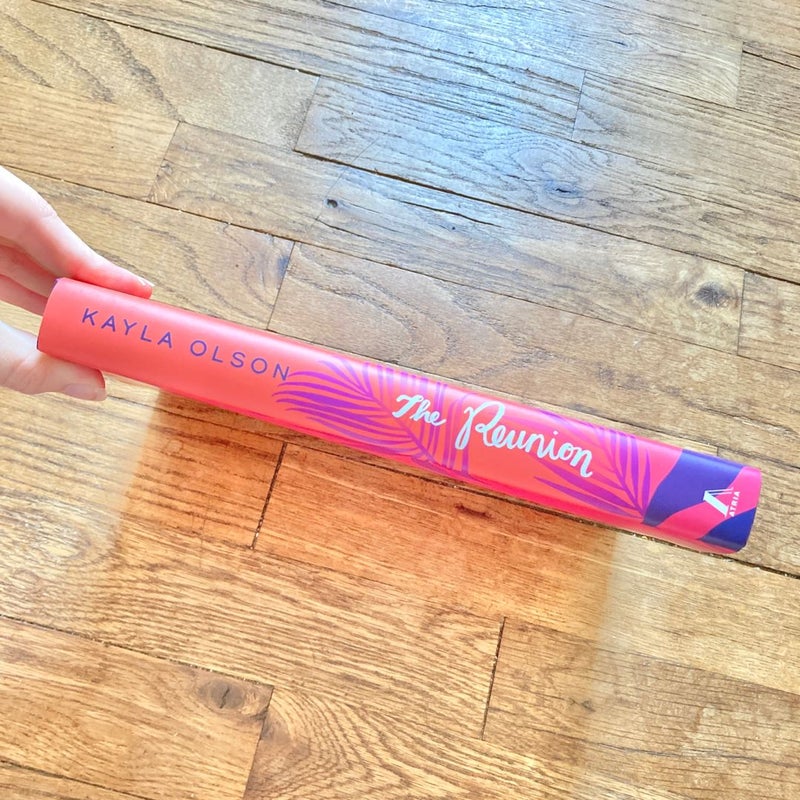 KAYLA OLSON
The Reunion
ATRIA